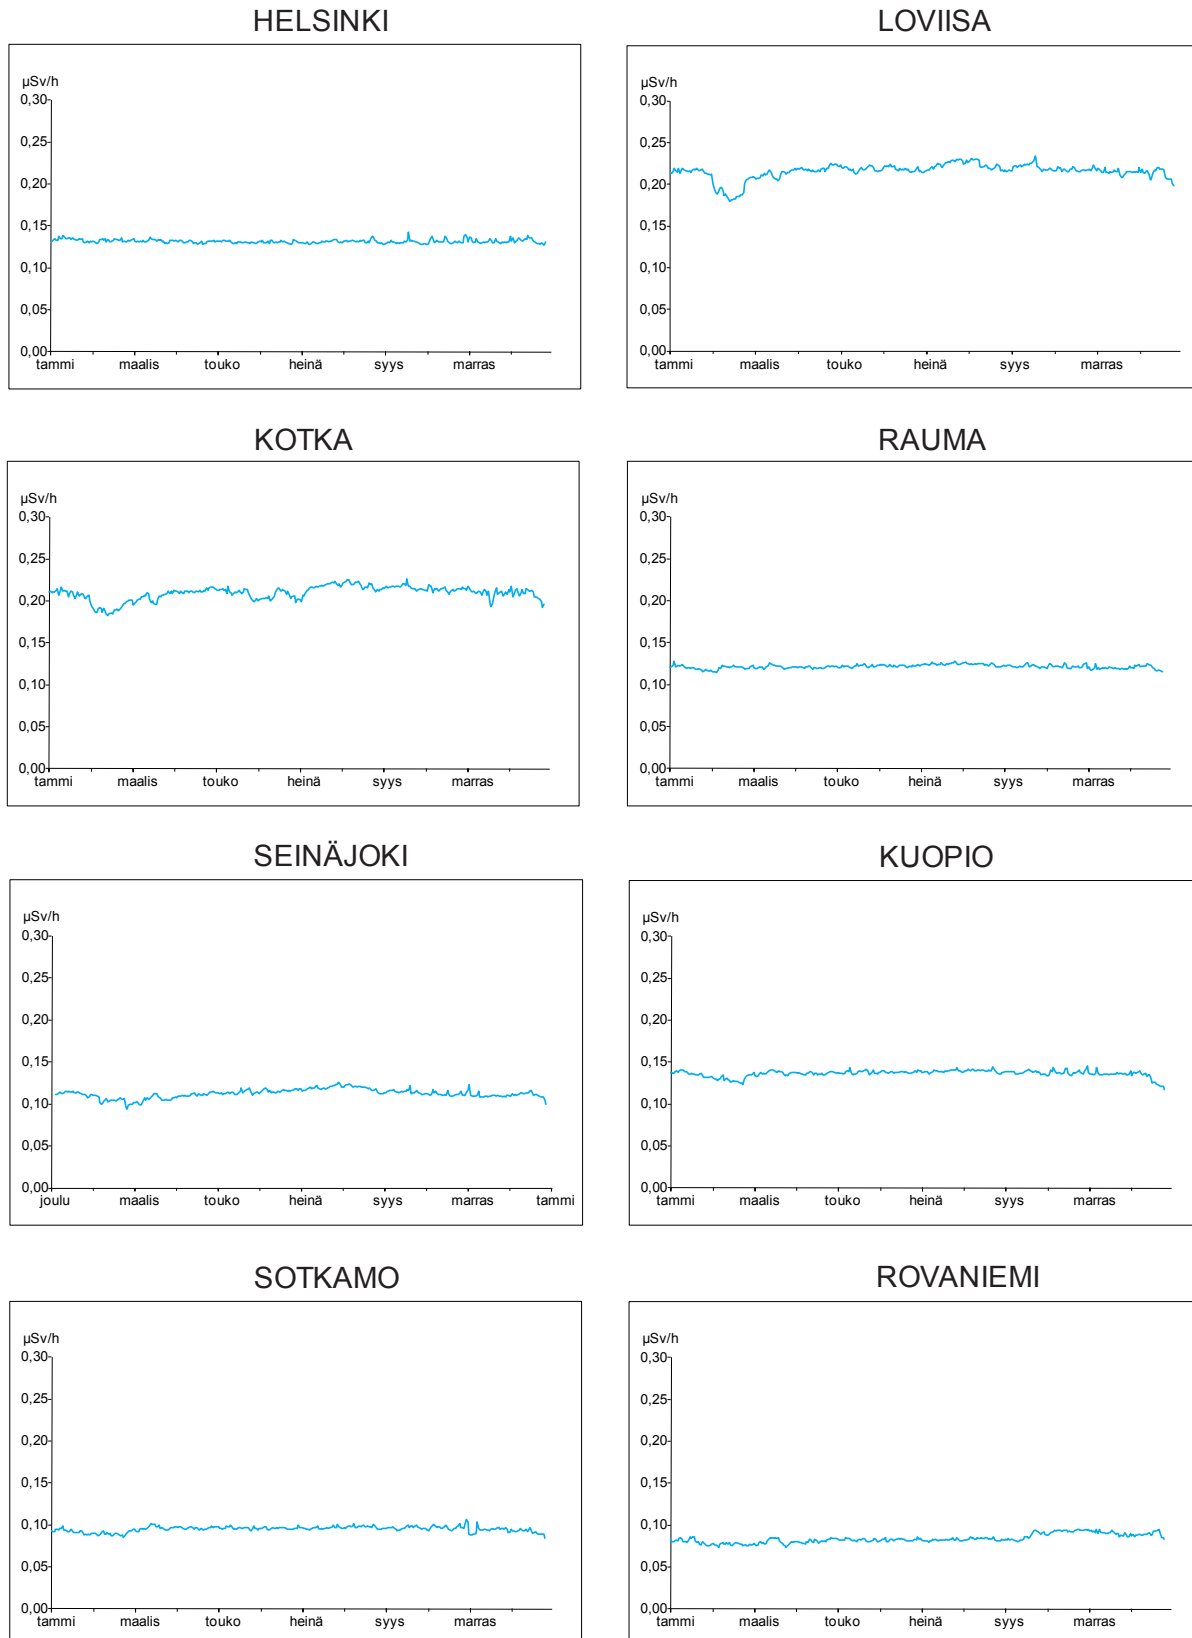 HELSINKI
µSv/h
0,30
0,25
0,20
0,15
0,10
0,05
0,00
tammi maalis touko heinä syys marras
LOVIISA
µSv/h
0,30
0,25
0,20
0,15
0,10
0,05
0,00
tammi maalis touko heinä syys marras
KOTKA
µSv/h
0,30
0,25
0,20
0,15
0,10
0,05
0,00
tammi maalis touko heinä syys marras
RAUMA
µSv/h
0,30
0,25
0,20
0,15
0,10
0,05
0,00
tammi maalis touko heinä syys marras
SEINÄJOKI
µSv/h
0,30
0,25
0,20
0,15
0,10
0,05
0,00
joulu maalis touko heinä syys marras tammi
KUOPIO
µSv/h
0,30
0,25
0,20
0,15
0,10
0,05
0,00
tammi maalis touko heinä syys marras
SOTKAMO
µSv/h
0,30
0,25
0,20
0,15
0,10
0,05
0,00
tammi maalis touko heinä syys marras
ROVANIEMI
µSv/h
0,30
0,25
0,20
0,15
0,10
0,05
0,00
tammi maalis touko heinä syys marras